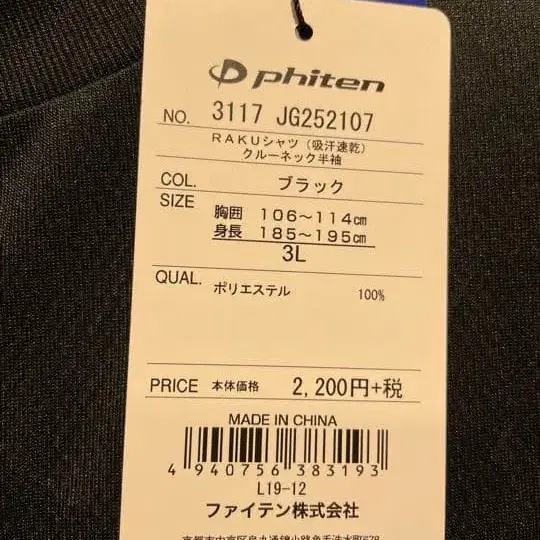 phiten
NO. 3117 JG252107
RAKUシャツ（吸汗速乾）
クルーネック半袖
COL. ブラック
SIZE 胸囲 106～114㎝
身長 185～195㎝
3L
QUAL. ポリエステル 100%
PRICE 本体価格 2,200円+税
MADE IN CHINA
4 940756 383193
L19-12
ファイテン株式会社